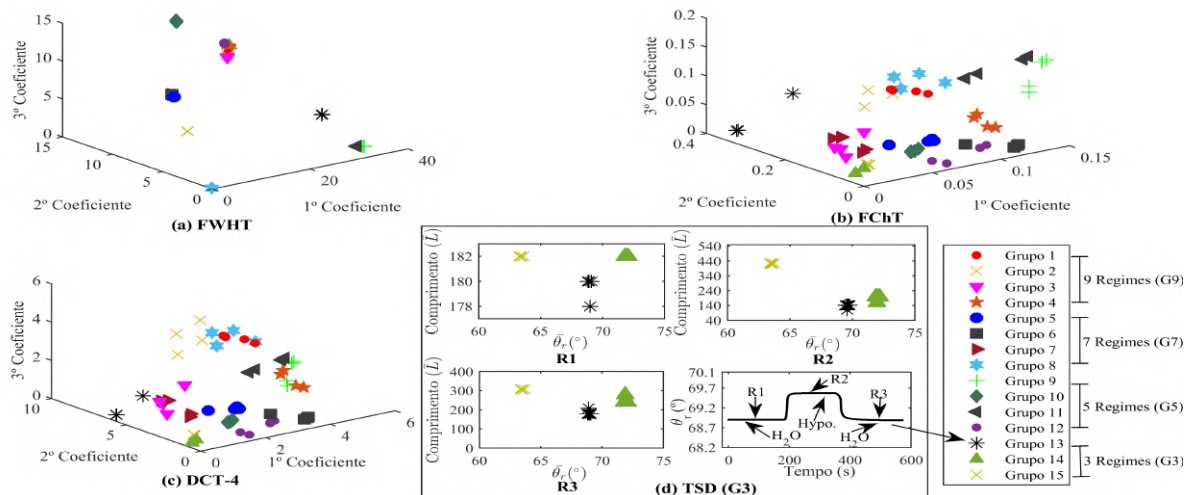 15
10
5
0
3º Coeficiente
15
10
5
0
2º Coeficiente
0
20
40
1º Coeficiente
(a) FWHT
0.2
0.15
0.1
0.05
0
3º Coeficiente
0.4
0.2
0
2º Coeficiente
0
0.05
0.1
0.15
1º Coeficiente
(b) FChT
6
4
2
0
3º Coeficiente
10
5
0
2º Coeficiente
0
2
4
6
1º Coeficiente
(c) DCT-4
Comprimento (L̄)
182
180
178
60
65
70
75
θ̄r(°)
R1
Comprimento (L̄)
540
440
340
240
140
40
60
65
70
75
θ̄r(°)
R2
Comprimento (L̄)
400
300
200
100
0
60
65
70
75
θ̄r(°)
R3
θr(°)
70.1
69.7
69.2
68.7
68.2
R1
R2
R3
H₂O
Hypo.
H₂O
0
200
400
600
Tempo (s)
(d) TSD (G3)
Grupo 1
Grupo 2
Grupo 3
Grupo 4
Grupo 5
Grupo 6
Grupo 7
Grupo 8
Grupo 9
Grupo 10
Grupo 11
Grupo 12
Grupo 13
Grupo 14
Grupo 15
9 Regimes (G9)
7 Regimes (G7)
5 Regimes (G5)
3 Regimes (G3)